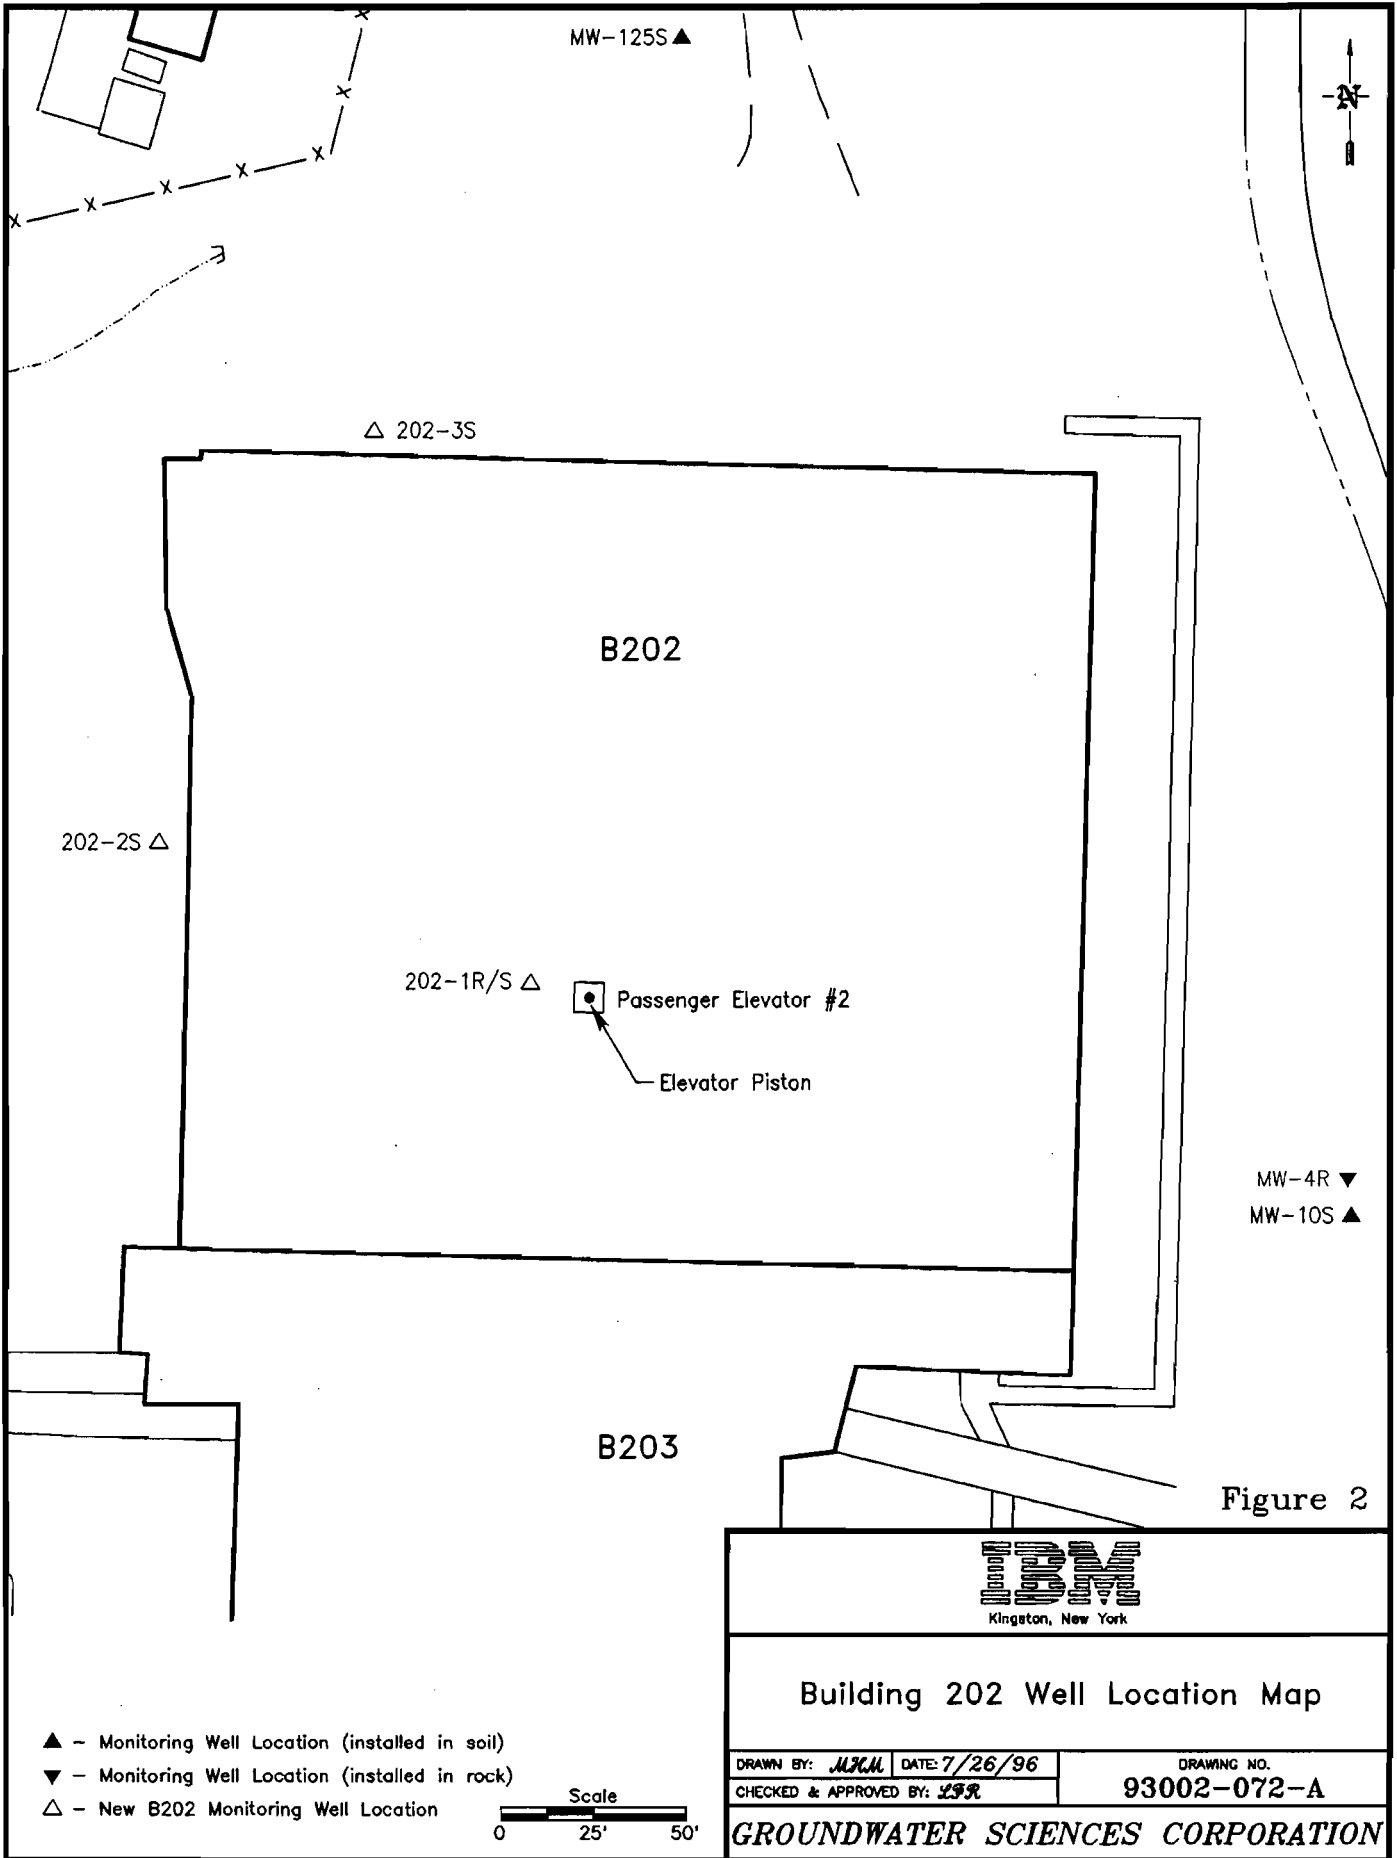 MW-125S
N
202-3S
B202
202-2S
202-1R/S
Passenger Elevator #2
Elevator Piston
MW-4R
MW-10S
B203
Figure 2
IBM
Kingston, New York
Building 202 Well Location Map
DRAWN BY: MHM DATE: 7/26/96
CHECKED & APPROVED BY:
DRAWING NO.
93002-072-A
GROUNDWATER SCIENCES CORPORATION
▲ - Monitoring Well Location (installed in soil)
▼ - Monitoring Well Location (installed in rock)
△ - New B202 Monitoring Well Location
Scale
0 25' 50'